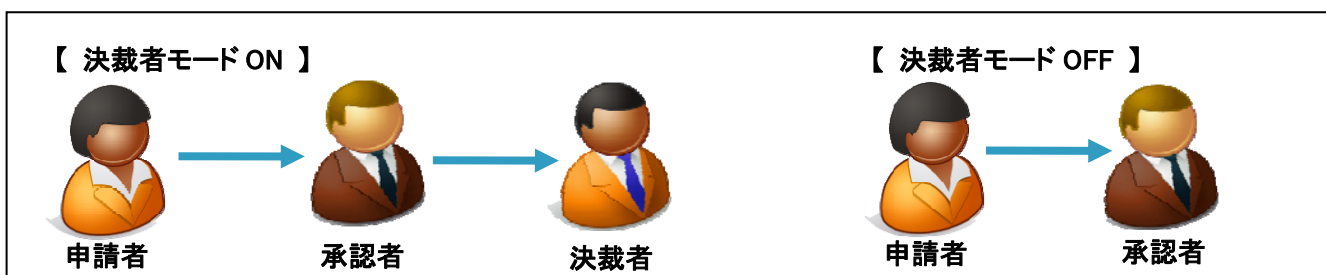 【 決裁者モード ON 】
申請者 承認者 決裁者
【 決裁者モード OFF 】
申請者 承認者